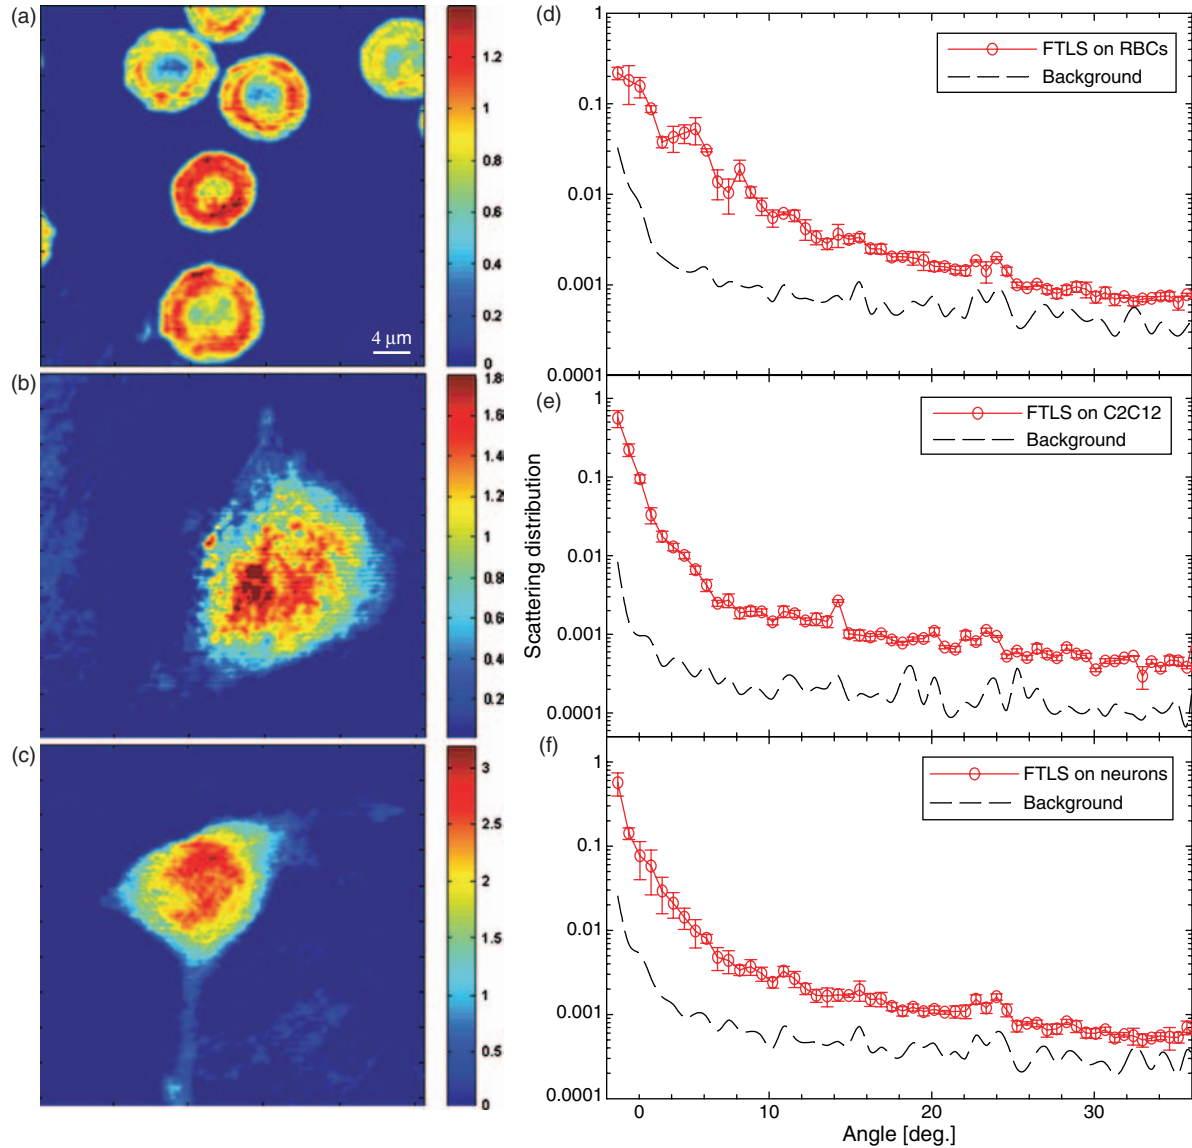 (a)
1.2
1
0.8
0.6
0.4
0.2
0
4 μm
(b)
1.8
1.6
1.4
1.2
1
0.8
0.6
0.4
0.2
(c)
3
2.5
2
1.5
1
0.5
0
Scattering distribution
(d)
1
0.1
0.01
0.001
0.0001
FTLS on RBCs
Background
(e)
1
0.1
0.01
0.001
0.0001
FTLS on C2C12
Background
(f)
1
0.1
0.01
0.001
0.0001
FTLS on neurons
Background
0 10 20 30
Angle [deg.]